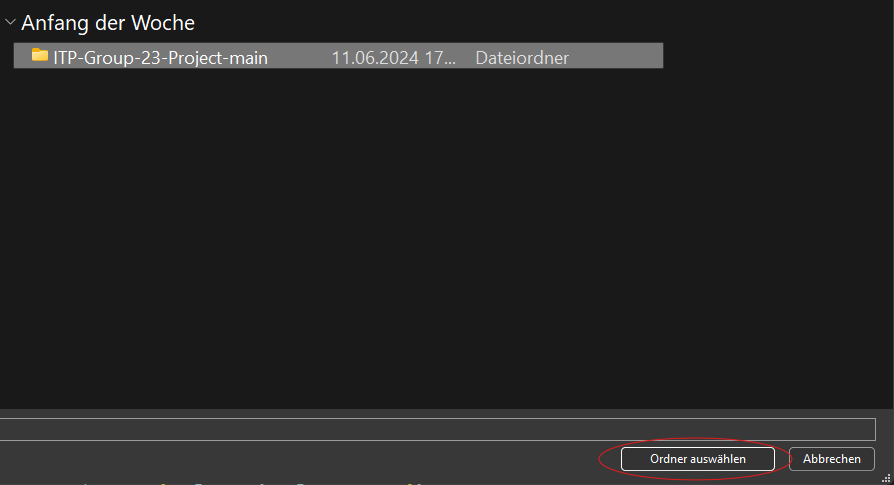 Anfang der Woche
ITP-Group-23-Project-main 11.06.2024 17... Dateiordner
Ordner auswählen Abbrechen